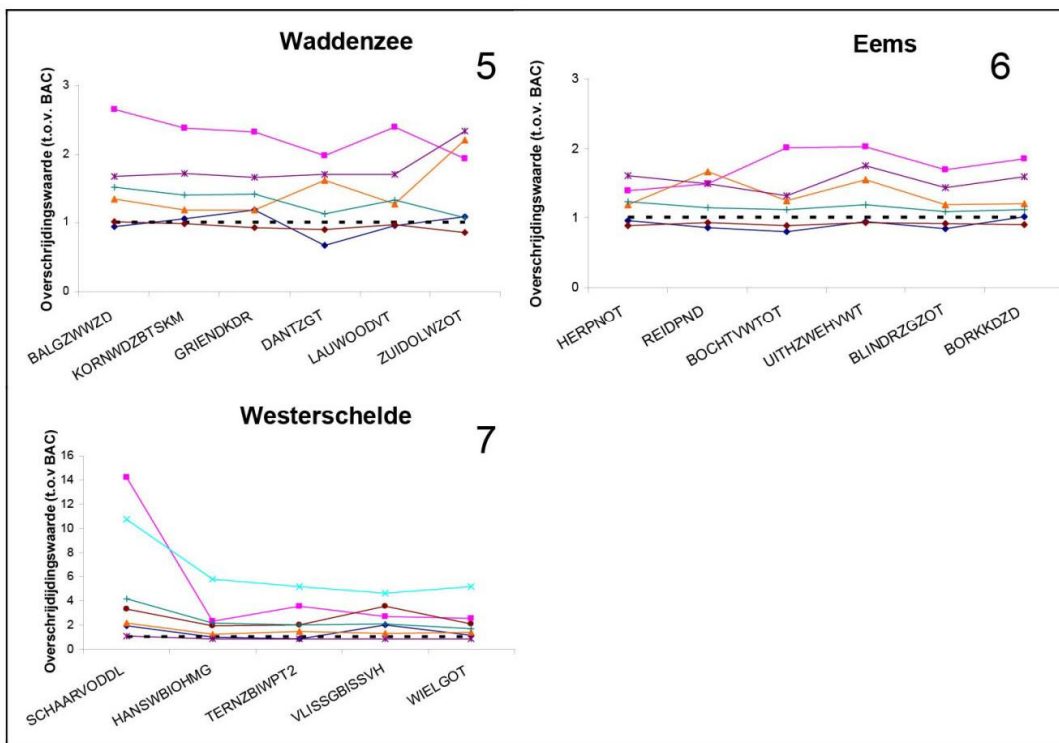 Waddenzee
5
Overschrijdingswaarde (t.o.v. BAC)
3
2
1
0
BALGZWWZD
KORNWDZBTSKM
GRIENDKDR
DANTZGT
LAUWOODVT
ZUIDOLWZOT
Eems
6
Overschrijdingswaarde (t.o.v. BAC)
3
2
1
0
HERPNOT
REIDPND
BOCHTVWTOT
UITHZWEHVWT
BLINDRZGZOT
BORKKDZD
Westerschelde
7
Overschrijdijdingswaarde (t.o.v BAC)
16
14
12
10
8
6
4
2
0
SCHAARVODDL
HANSWBIOHMG
TERNZBIWPT2
VLISSGBISSVH
WIELGOT